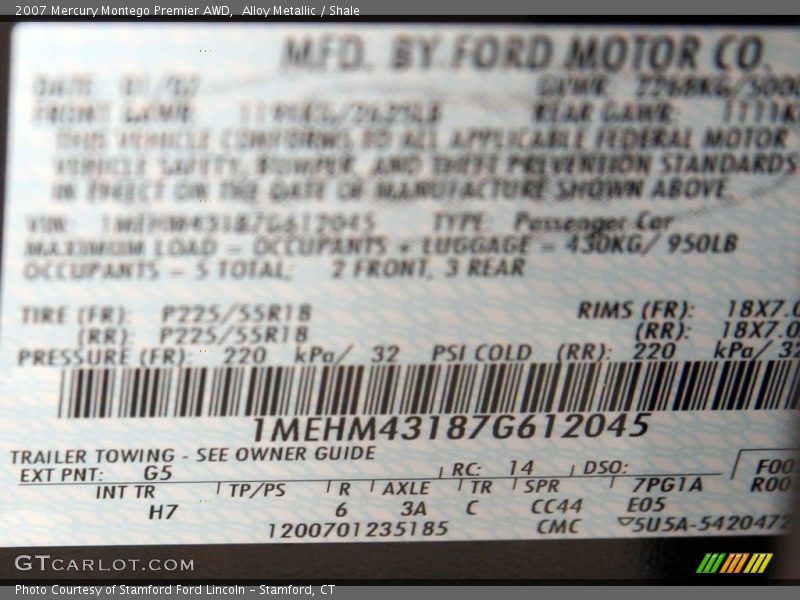 2007 Mercury Montego Premier AWD,  Alloy Metallic / Shale
MFD. BY FORD MOTOR CO.
DATE: 01/07 GVWR: 2268KG/5000
FRONT GAWR: 1190KG/2625LB REAR GAWR: 1111K
THIS VEHICLE CONFORMS TO ALL APPLICABLE FEDERAL MOTOR
VEHICLE SAFETY, BUMPER, AND THEFT PREVENTION STANDARDS
IN EFFECT ON THE DATE OF MANUFACTURE SHOWN ABOVE.
VIN: 1MEHM43187G612045 TYPE: Passenger Car
MAXIMUM LOAD = OCCUPANTS + LUGGAGE = 430KG/ 950LB
OCCUPANTS = 5 TOTAL; 2 FRONT, 3 REAR
TIRE (FR): P225/55R18 RIMS (FR): 18X7.0
(RR): P225/55R18 (RR): 18X7.0
PRESSURE (FR): 220 kPa/ 32 PSI COLD (RR): 220 kPa/ 32
1MEHM43187G612045
TRAILER TOWING - SEE OWNER GUIDE
EXT PNT: G5 RC: 14 DSO: F00
INT TR TP/PS R AXLE TR SPR 7PG1A R00
H7 6 3A C CC44 E05
1200701235185 CMC 5U5A-5420472
GTCARLOT.COM
Photo Courtesy of Stamford Ford Lincoln – Stamford, CT